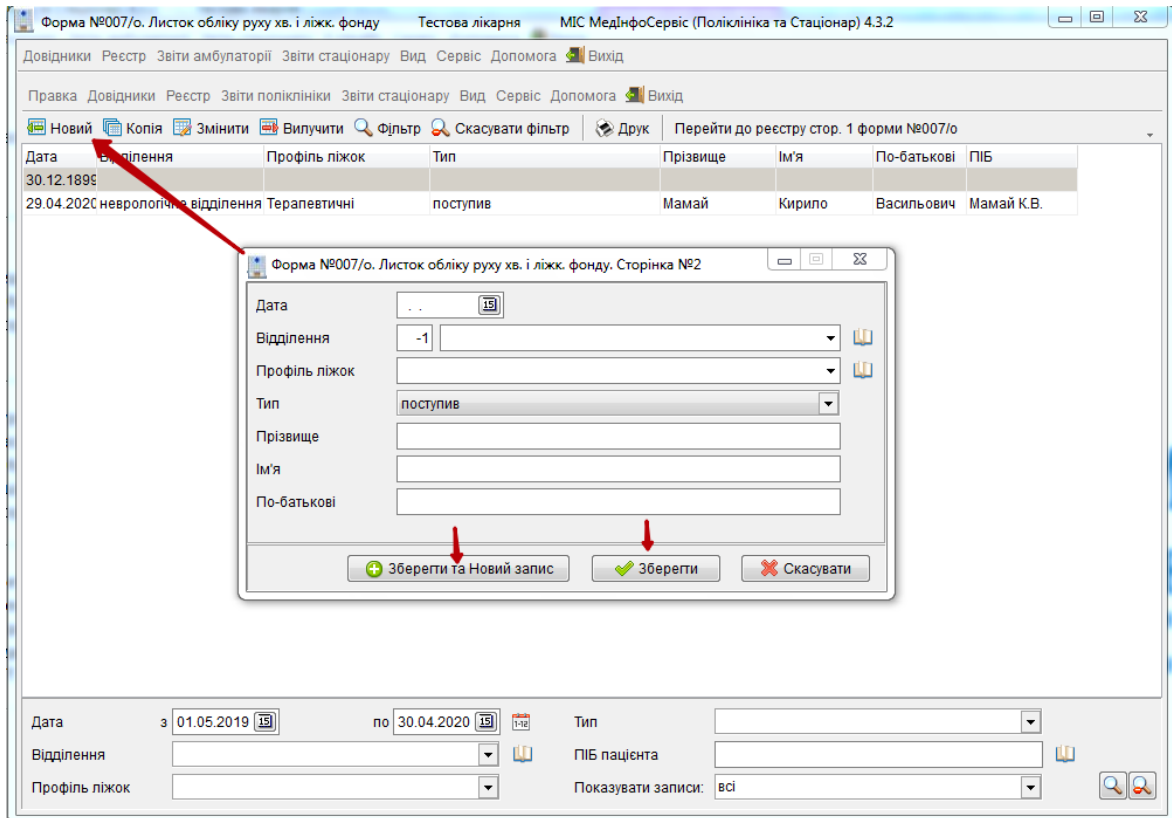 Форма №007/о. Листок обліку руху хв. і ліжк. фонду Тестова лікарня МІС МедІнфоСервіс (Поліклініка та Стаціонар) 4.3.2
Довідники Реєстр Звіти амбулаторії Звіти стаціонару Вид Сервіс Допомога Вихід
Правка Довідники Реєстр Звіти поліклініки Звіти стаціонару Вид Сервіс Допомога Вихід
Новий Копія Змінити Вилучити Фільтр Скасувати фільтр Друк Перейти до реєстру стор. 1 форми №007/о
Дата Відділення Профіль ліжок Тип Прізвище Ім'я По-батькові ПІБ
30.12.1899
29.04.2020 неврологічне відділення Терапевтичні поступив Мамай Кирило Васильович Мамай К.В.
Форма №007/о. Листок обліку руху хв. і ліжк. фонду. Сторінка №2
Дата . . 15
Відділення -1
Профіль ліжок
Тип поступив
Прізвище
Ім'я
По-батькові
Зберегти та Новий запис Зберегти Скасувати
Дата з 01.05.2019 15 по 30.04.2020 15 1-12 Тип
Відділення ПІБ пацієнта
Профіль ліжок Показувати записи: всі